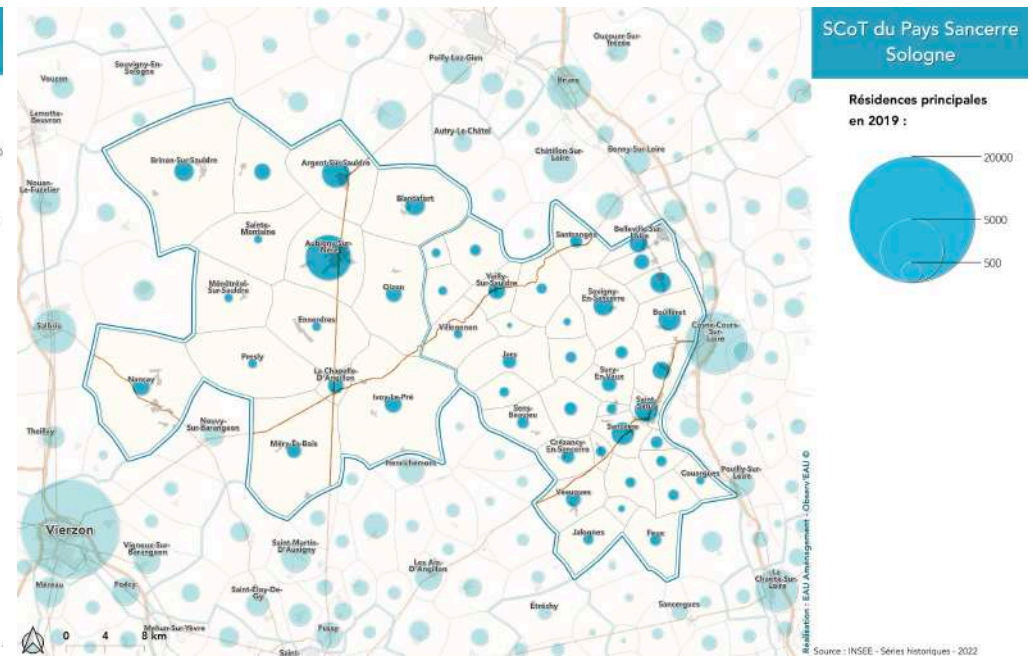 SCoT du Pays Sancerre
Sologne
Résidences principales
en 2019 :
20000
5000
500
Ouzouer-Sur-
Trézée
Souvigny-En-
Sologne
Poilly-Lez-Gien
Vouzon
Briare
Lamotte-
Beuvron
Autry-Le-Châtel
Châtillon-Sur-
Loire
Bonny-Sur-Loire
Brinon-Sur-Sauldre
Argent-Sur-Sauldre
Nouan-
Le-Fuzelier
Blancafort
Sainte-
Montaine
Santranges
Belleville-Sur-
Loire
Aubigny-Sur-
Nère
Ménétréol-
Sur-Sauldre
Oizon
Vailly-
Sur-Sauldre
Savigny-
En-Sancerre
Ennordres
Villegenon
Boulleret
Salbris
Cosne-Cours-
Sur-
Loire
Presly
Jars
La Chapelle-
D'Angillon
Sury-
En-Vaux
Nançay
Ivoy-Le-Pré
Saint-
Satur
Sens-
Beaujeu
Neuvy-
Sur-Barangeon
Sancerre
Theillay
Méry-Ès-Bois
Crézancy-
En-Sancerre
Henrichemont
Couargues
Pouilly-Sur-
Loire
Veaugues
Vierzon
Jalognes
Feux
Vignoux-Sur-
Barangeon
Saint-Martin-
D'Auxigny
Les Aix-
D'Angillon
Méreau
Foëcy
Saint-Éloy-De-
Gy
La
Charité-Sur-
Loire
Étréchy
Sancergues
Mehun-Sur-Yèvre
Fussy
Saint-
0 4 8 km
Réalisation : EAU Aménagement - Observ'EAU ©
Source : INSEE - Séries historiques - 2022